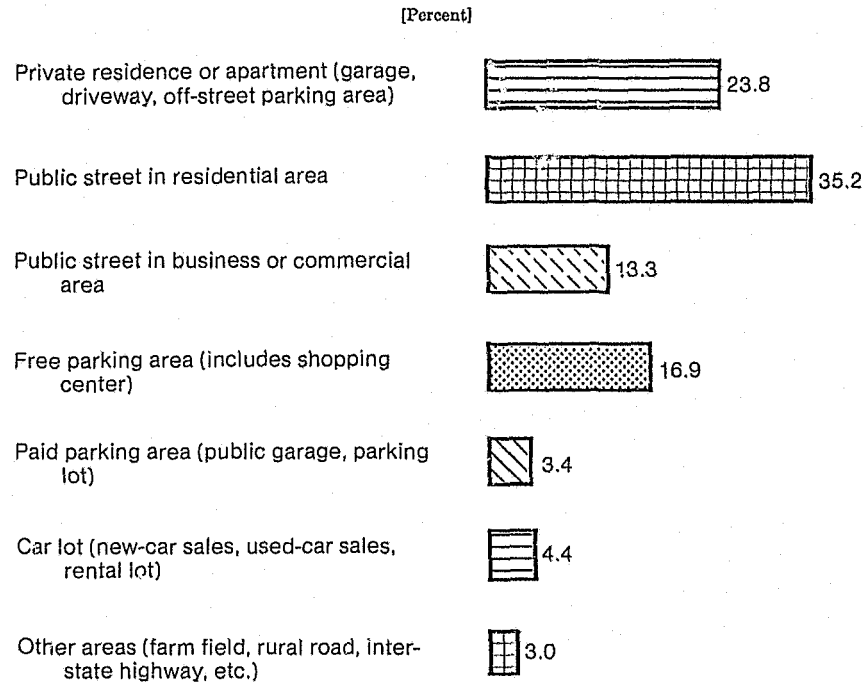 [Percent]
Private residence or apartment (garage,
driveway, off-street parking area)
23.8
Public street in residential area
35.2
Public street in business or commercial
area
13.3
Free parking area (includes shopping
center)
16.9
Paid parking area (public garage, parking
lot)
3.4
Car lot (new-car sales, used-car sales,
rental lot)
4.4
Other areas (farm field, rural road, inter-
state highway, etc.)
3.0